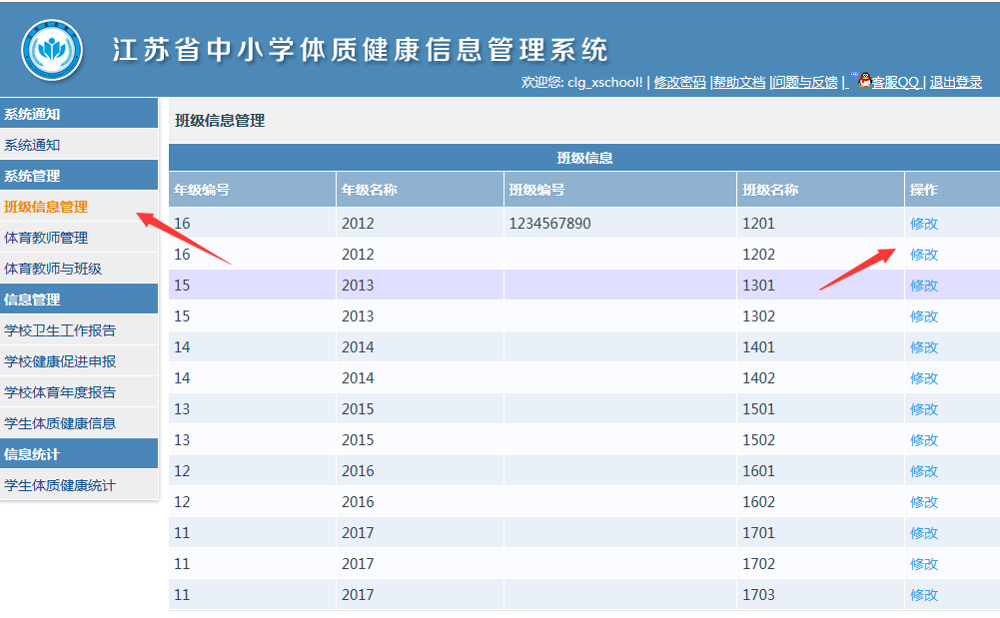 江苏省中小学体质健康信息管理系统
欢迎您: clg_xschool! | 修改密码 |帮助文档 |问题与反馈 | 客服QQ | 退出登录
系统通知
系统通知
系统管理
班级信息管理
体育教师管理
体育教师与班级
信息管理
学校卫生工作报告
学校健康促进申报
学校体育年度报告
学生体质健康信息
信息统计
学生体质健康统计
班级信息管理
班级信息
年级编号 年级名称 班级编号 班级名称 操作
16 2012 1234567890 1201 修改
16 2012 1202 修改
15 2013 1301 修改
15 2013 1302 修改
14 2014 1401 修改
14 2014 1402 修改
13 2015 1501 修改
13 2015 1502 修改
12 2016 1601 修改
12 2016 1602 修改
11 2017 1701 修改
11 2017 1702 修改
11 2017 1703 修改